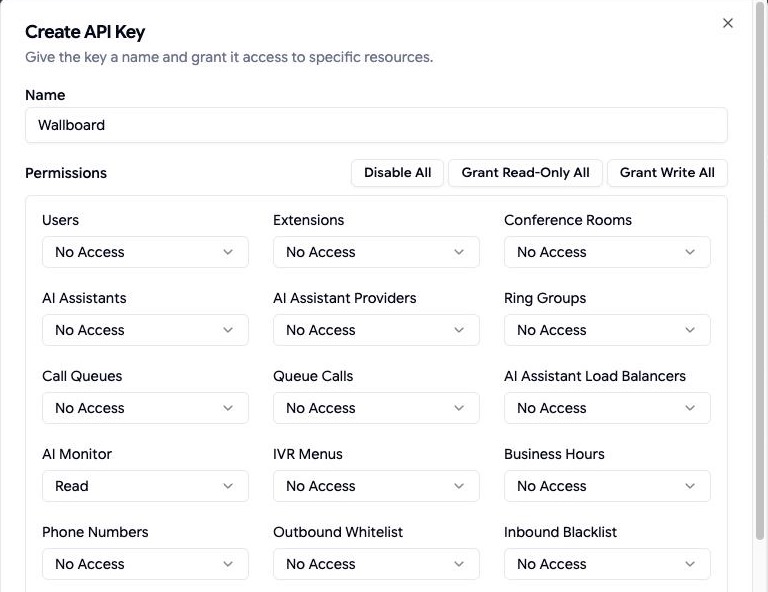 Create API Key
Give the key a name and grant it access to specific resources.
Name
Wallboard
Permissions Disable All Grant Read-Only All Grant Write All
Users Extensions Conference Rooms
No Access No Access No Access
AI Assistants AI Assistant Providers Ring Groups
No Access No Access No Access
Call Queues Queue Calls AI Assistant Load Balancers
No Access No Access No Access
AI Monitor IVR Menus Business Hours
Read No Access No Access
Phone Numbers Outbound Whitelist Inbound Blacklist
No Access No Access No Access